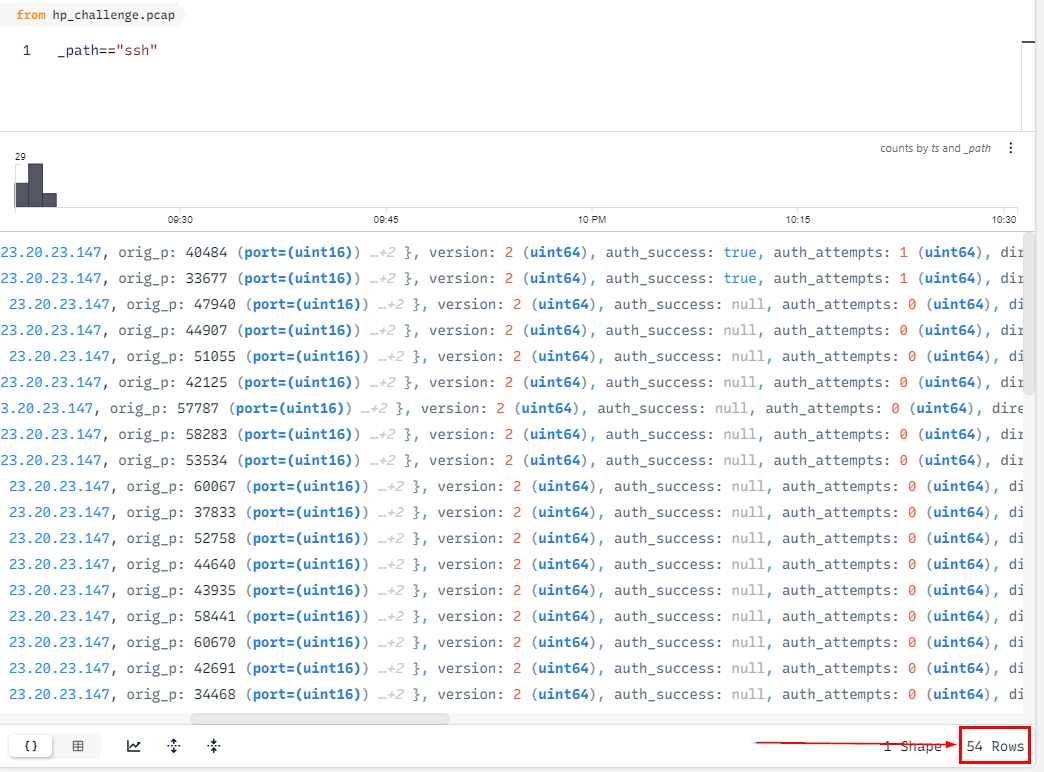 from hp_challenge.pcap
1 _path=="ssh"
counts by ts and _path
29
09:30 09:45 10 PM 10:15 10:30
23.20.23.147, orig_p: 40484 (port=(uint16)) …+2 }, version: 2 (uint64), auth_success: true, auth_attempts: 1 (uint64), dir
23.20.23.147, orig_p: 33677 (port=(uint16)) …+2 }, version: 2 (uint64), auth_success: true, auth_attempts: 1 (uint64), dir
23.20.23.147, orig_p: 47940 (port=(uint16)) …+2 }, version: 2 (uint64), auth_success: null, auth_attempts: 0 (uint64), di
23.20.23.147, orig_p: 44907 (port=(uint16)) …+2 }, version: 2 (uint64), auth_success: null, auth_attempts: 0 (uint64), dir
23.20.23.147, orig_p: 51055 (port=(uint16)) …+2 }, version: 2 (uint64), auth_success: null, auth_attempts: 0 (uint64), di
23.20.23.147, orig_p: 42125 (port=(uint16)) …+2 }, version: 2 (uint64), auth_success: null, auth_attempts: 0 (uint64), dir
3.20.23.147, orig_p: 57787 (port=(uint16)) …+2 }, version: 2 (uint64), auth_success: null, auth_attempts: 0 (uint64), dire
23.20.23.147, orig_p: 58283 (port=(uint16)) …+2 }, version: 2 (uint64), auth_success: null, auth_attempts: 0 (uint64), dir
23.20.23.147, orig_p: 53534 (port=(uint16)) …+2 }, version: 2 (uint64), auth_success: null, auth_attempts: 0 (uint64), dir
23.20.23.147, orig_p: 60067 (port=(uint16)) …+2 }, version: 2 (uint64), auth_success: null, auth_attempts: 0 (uint64), di
23.20.23.147, orig_p: 37833 (port=(uint16)) …+2 }, version: 2 (uint64), auth_success: null, auth_attempts: 0 (uint64), di
23.20.23.147, orig_p: 52758 (port=(uint16)) …+2 }, version: 2 (uint64), auth_success: null, auth_attempts: 0 (uint64), di
23.20.23.147, orig_p: 44640 (port=(uint16)) …+2 }, version: 2 (uint64), auth_success: null, auth_attempts: 0 (uint64), di
23.20.23.147, orig_p: 43935 (port=(uint16)) …+2 }, version: 2 (uint64), auth_success: null, auth_attempts: 0 (uint64), di
23.20.23.147, orig_p: 58441 (port=(uint16)) …+2 }, version: 2 (uint64), auth_success: null, auth_attempts: 0 (uint64), di
23.20.23.147, orig_p: 60670 (port=(uint16)) …+2 }, version: 2 (uint64), auth_success: null, auth_attempts: 0 (uint64), di
23.20.23.147, orig_p: 42691 (port=(uint16)) …+2 }, version: 2 (uint64), auth_success: null, auth_attempts: 0 (uint64), di
23.20.23.147, orig_p: 34468 (port=(uint16)) …+2 }, version: 2 (uint64), auth_success: null, auth_attempts: 0 (uint64), di
{} 1 Shape 54 Rows